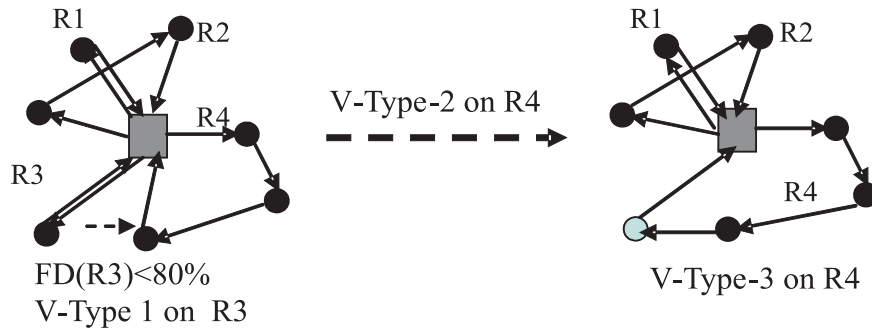 R1
R2
R4
R3
FD(R3)<80%
V-Type 1 on R3
V-Type-2 on R4
R1
R2
R4
V-Type-3 on R4